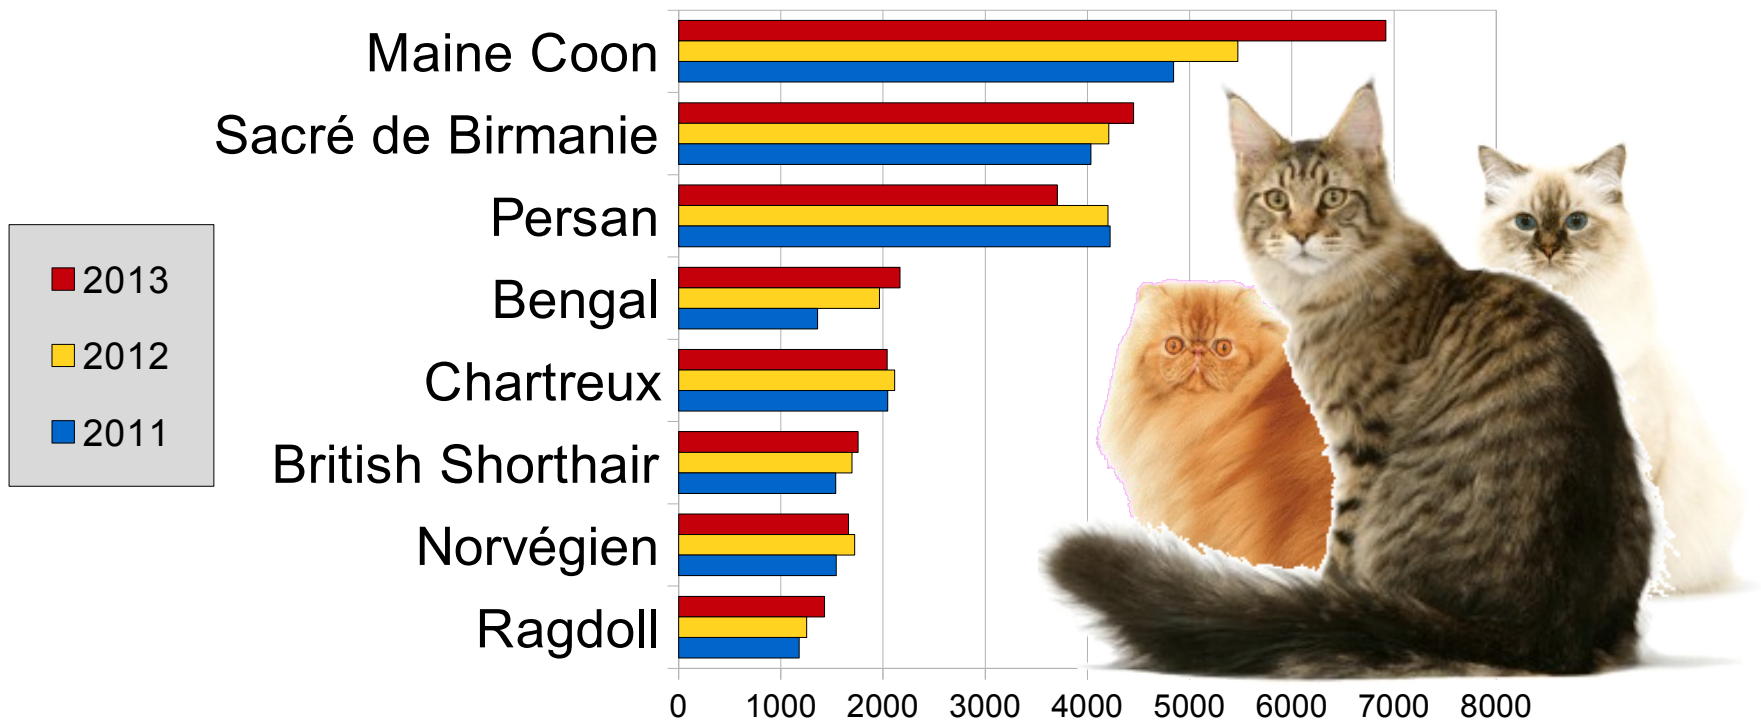 Maine Coon
Sacré de Birmanie
Persan
Bengal
Chartreux
British Shorthair
Norvégien
Ragdoll
2013
2012
2011
0 1000 2000 3000 4000 5000 6000 7000 8000